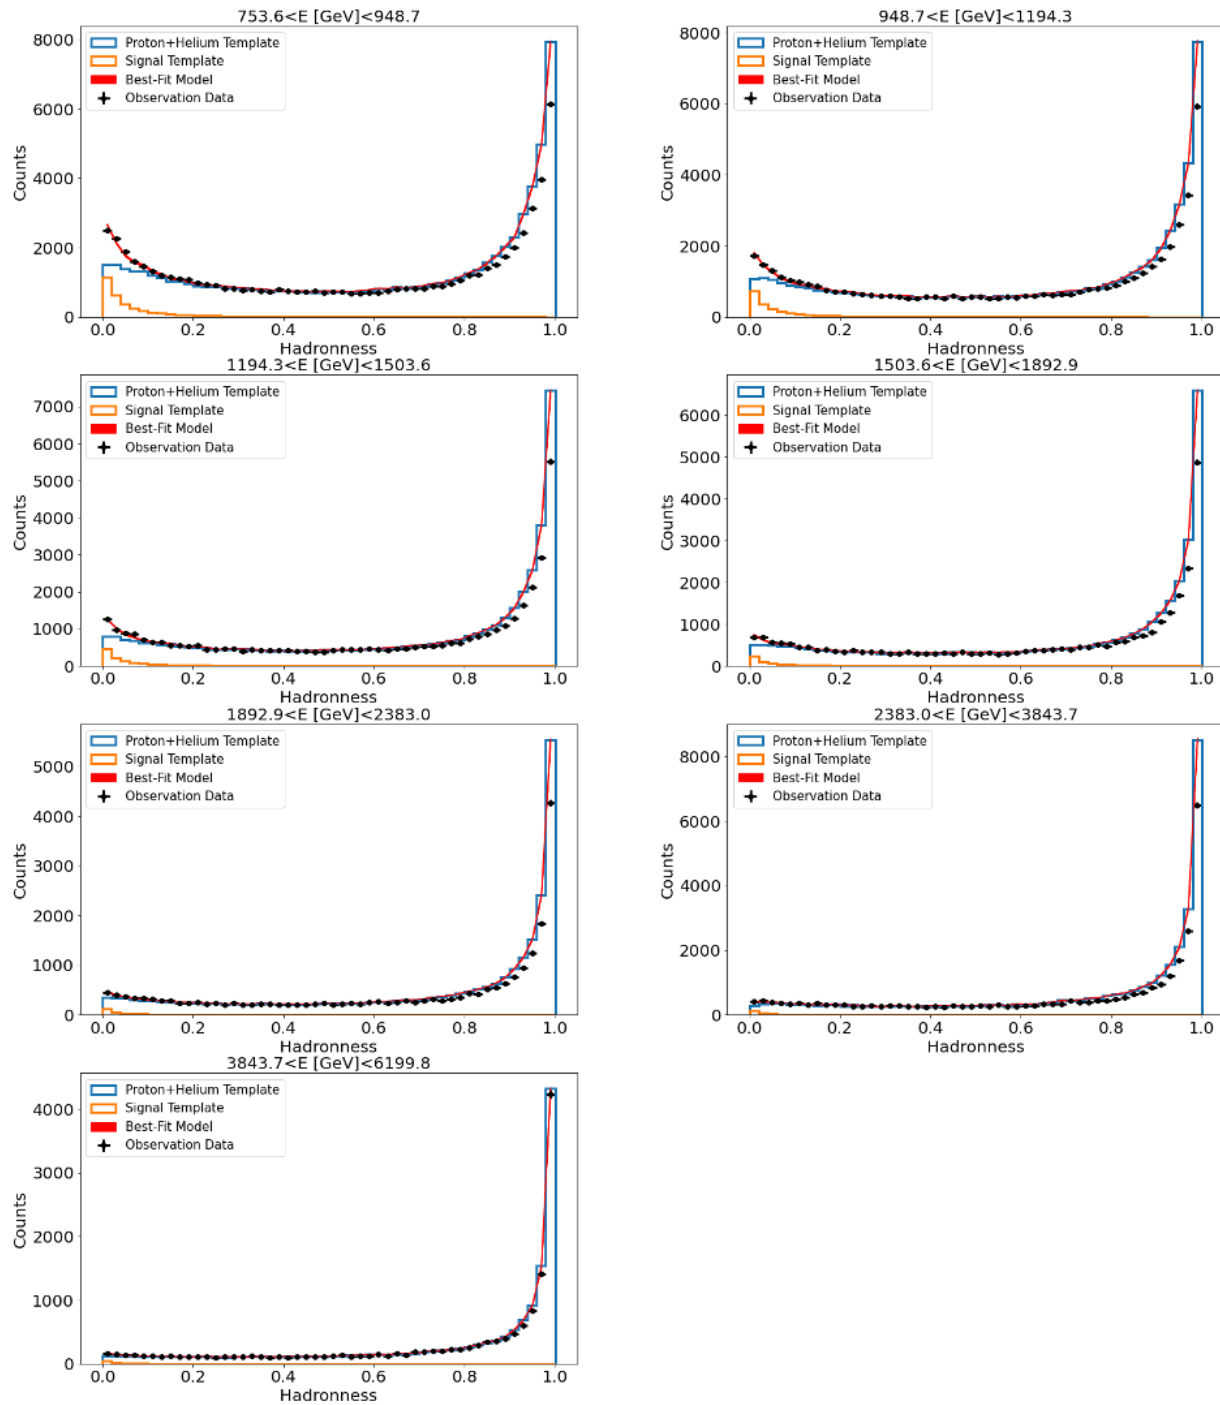 753.6<E [GeV]<948.7
8000
6000
4000
2000
0
Counts
Proton+Helium Template
Signal Template
Best-Fit Model
Observation Data
0.0 0.2 0.4 0.6 0.8 1.0
Hadronness
948.7<E [GeV]<1194.3
8000
6000
4000
2000
0
Counts
Proton+Helium Template
Signal Template
Best-Fit Model
Observation Data
0.0 0.2 0.4 0.6 0.8 1.0
Hadronness
1194.3<E [GeV]<1503.6
7000
6000
5000
4000
3000
2000
1000
0
Counts
Proton+Helium Template
Signal Template
Best-Fit Model
Observation Data
0.0 0.2 0.4 0.6 0.8 1.0
Hadronness
1503.6<E [GeV]<1892.9
6000
5000
4000
3000
2000
1000
0
Counts
Proton+Helium Template
Signal Template
Best-Fit Model
Observation Data
0.0 0.2 0.4 0.6 0.8 1.0
Hadronness
1892.9<E [GeV]<2383.0
5000
4000
3000
2000
1000
0
Counts
Proton+Helium Template
Signal Template
Best-Fit Model
Observation Data
0.0 0.2 0.4 0.6 0.8 1.0
Hadronness
2383.0<E [GeV]<3843.7
8000
6000
4000
2000
0
Counts
Proton+Helium Template
Signal Template
Best-Fit Model
Observation Data
0.0 0.2 0.4 0.6 0.8 1.0
Hadronness
3843.7<E [GeV]<6199.8
4000
3000
2000
1000
0
Counts
Proton+Helium Template
Signal Template
Best-Fit Model
Observation Data
0.0 0.2 0.4 0.6 0.8 1.0
Hadronness